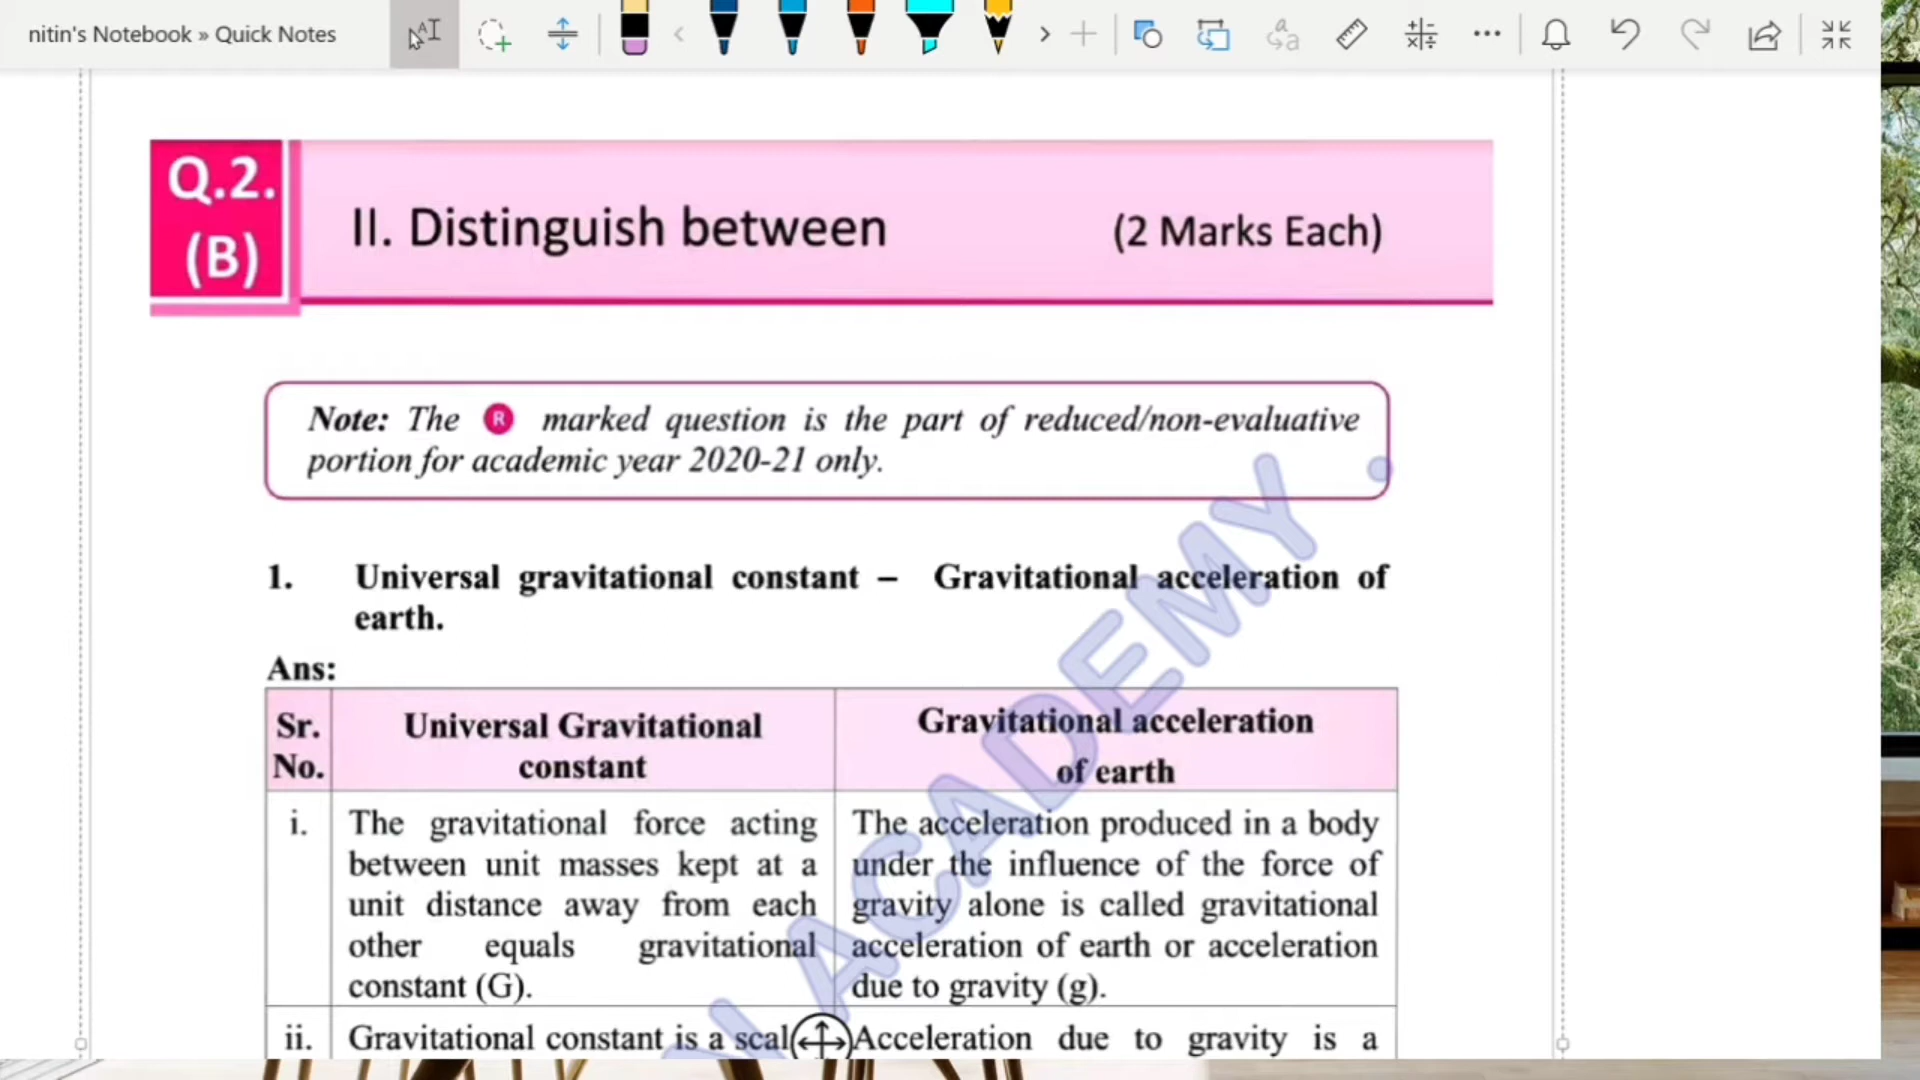 nitin's Notebook » Quick Notes
Q.2.
(B)
II. Distinguish between (2 Marks Each)
Note: The R marked question is the part of reduced/non-evaluative
portion for academic year 2020-21 only.
1. Universal gravitational constant – Gravitational acceleration of
earth.
Ans:
Sr.
No.
Universal Gravitational
constant
Gravitational acceleration
of earth
i.
The gravitational force acting
between unit masses kept at a
unit distance away from each
other equals gravitational
constant (G).
The acceleration produced in a body
under the influence of the force of
gravity alone is called gravitational
acceleration of earth or acceleration
due to gravity (g).
ii.
Gravitational constant is a
Acceleration due to gravity is a
ACADEMY